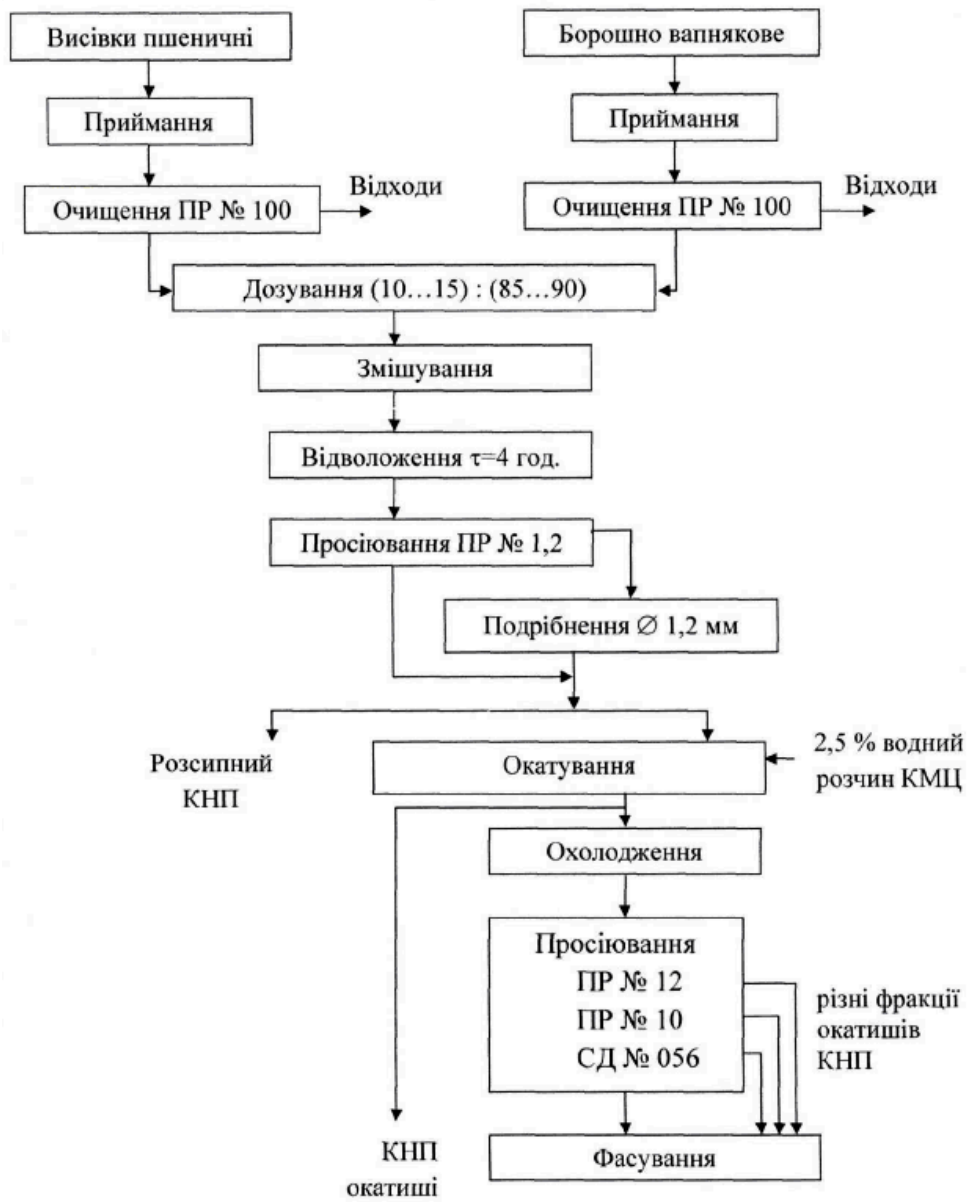 Висівки пшеничні
Борошно вапнякове
Приймання
Приймання
Очищення ПР № 100
Відходи
Очищення ПР № 100
Відходи
Дозування (10…15) : (85…90)
Змішування
Відволоження τ=4 год.
Просіювання ПР № 1,2
Подрібнення ∅ 1,2 мм
Розсипний
КНП
Окатування
2,5 % водний
розчин КМЦ
Охолодження
Просіювання
ПР № 12
ПР № 10
СД № 056
різні фракції
окатишів
КНП
КНП
окатиші
Фасування